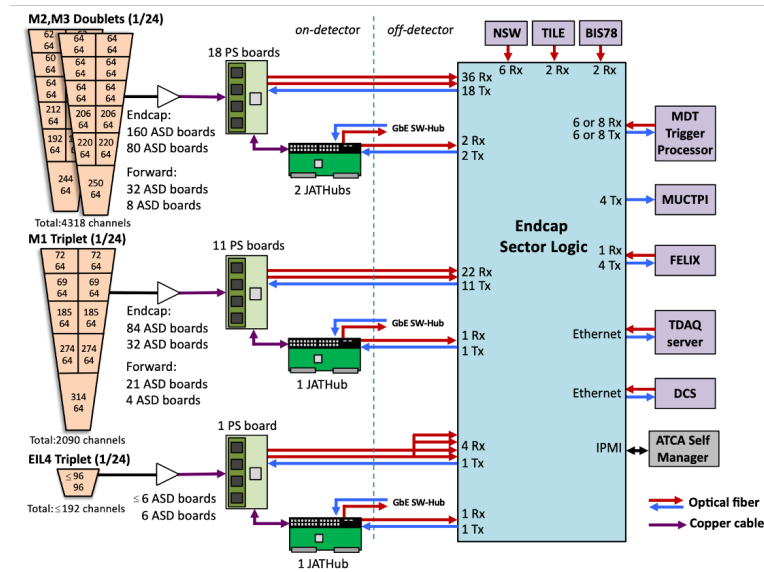 M2,M3 Doublets (1/24)
on-detector
off-detector
NSW
TILE
BIS78
6 Rx
2 Rx
2 Rx
62
64
64
64
64
64
60
64
64
64
64
64
64
64
64
64
212
64
206
64
206
64
192
64
220
64
220
64
244
64
250
64
Total:4318 channels
Endcap:
160 ASD boards
80 ASD boards
Forward:
32 ASD boards
8 ASD boards
18 PS boards
36 Rx
18 Tx
GbE SW-Hub
2 Rx
2 Tx
2 JATHubs
M1 Triplet (1/24)
72
64
72
64
69
64
69
64
185
64
185
64
274
64
274
64
314
64
Total:2090 channels
Endcap:
84 ASD boards
32 ASD boards
Forward:
21 ASD boards
4 ASD boards
11 PS boards
22 Rx
11 Tx
GbE SW-Hub
1 Rx
1 Tx
1 JATHub
EIL4 Triplet (1/24)
≤ 96
96
Total: ≤192 channels
≤ 6 ASD boards
6 ASD boards
1 PS board
4 Rx
1 Tx
GbE SW-Hub
1 Rx
1 Tx
1 JATHub
Endcap
Sector Logic
6 or 8 Rx
6 or 8 Tx
MDT
Trigger
Processor
4 Tx
MUCTPI
1 Rx
4 Tx
FELIX
Ethernet
TDAQ
server
Ethernet
DCS
IPMI
ATCA Self
Manager
Optical fiber
Copper cable